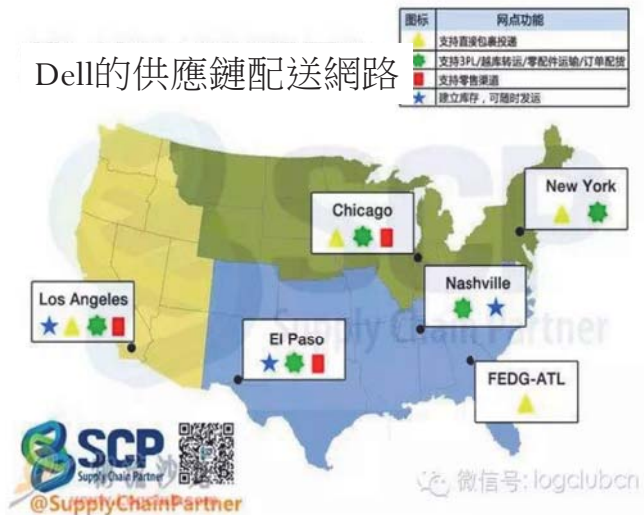 图标 网点功能
支持直接包裹投递
支持3PL/越库转运/零配件运输/订单配货
支持零售渠道
建立库存，可随时发运
Dell的供應鏈配送網路
SCP
Supply Chain Partner
New York
Chicago
Nashville
Los Angeles
El Paso
FEDG-ATL
SCP
Supply Chain Partner
@SupplyChainPartner
微信号: logclubcn